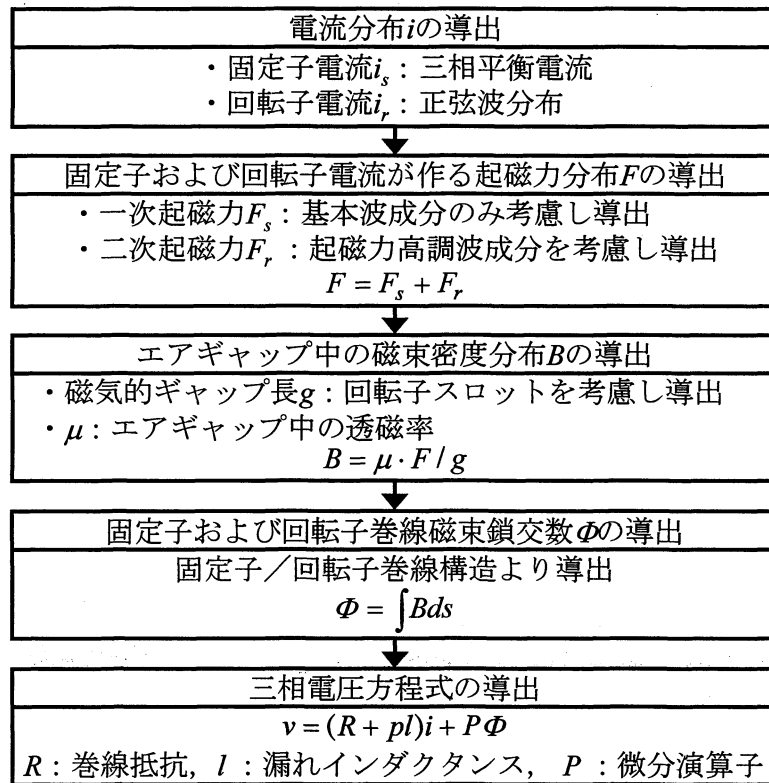 電流分布iの導出
・固定子電流i_s：三相平衡電流
・回転子電流i_r：正弦波分布
固定子および回転子電流が作る起磁力分布Fの導出
・一次起磁力F_s：基本波成分のみ考慮し導出
・二次起磁力F_r：起磁力高調波成分を考慮し導出
F = F_s + F_r
エアギャップ中の磁束密度分布Bの導出
・磁気的ギャップ長g：回転子スロットを考慮し導出
・μ：エアギャップ中の透磁率
B = μ · F / g
固定子および回転子巻線磁束鎖交数Φの導出
固定子／回転子巻線構造より導出
Φ = ∫Bds
三相電圧方程式の導出
v = (R + pl)i + PΦ
R：巻線抵抗, l：漏れインダクタンス, P：微分演算子